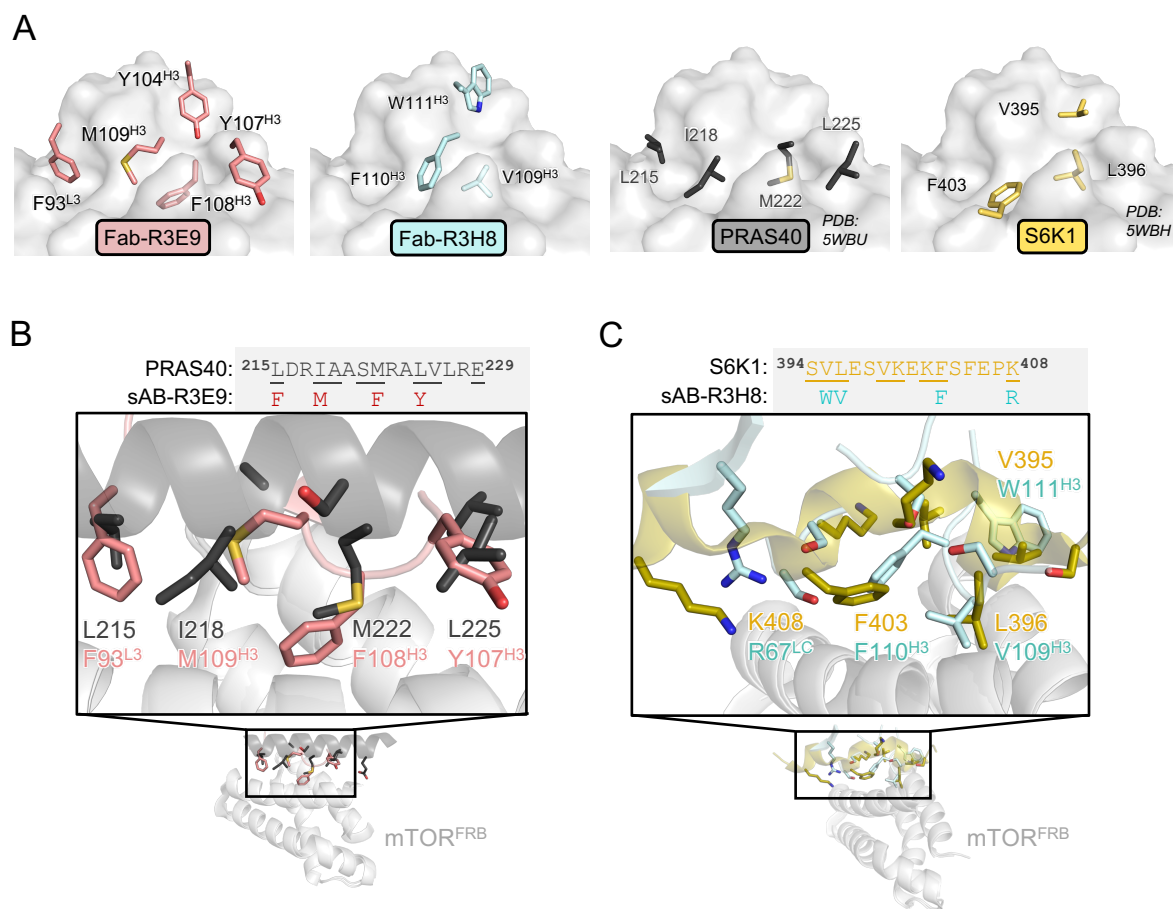 A
Y104H3
M109H3
Y107H3
F93L3
F108H3
Fab-R3E9
W111H3
F110H3
V109H3
Fab-R3H8
I218
L225
L215
M222
PRAS40
PDB:
5WBU
V395
F403
L396
S6K1
PDB:
5WBH
B
PRAS40: 215LDRIAASMRALVLRE229
sAB-R3E9: F M F Y
L215 I218 M222 L225
F93L3 M109H3 F108H3 Y107H3
mTORFRB
C
S6K1: 394SVLESVKEKFSFEPK408
sAB-R3H8: WV F R
V395
W111H3
K408 F403 L396
R67LC F110H3 V109H3
mTORFRB